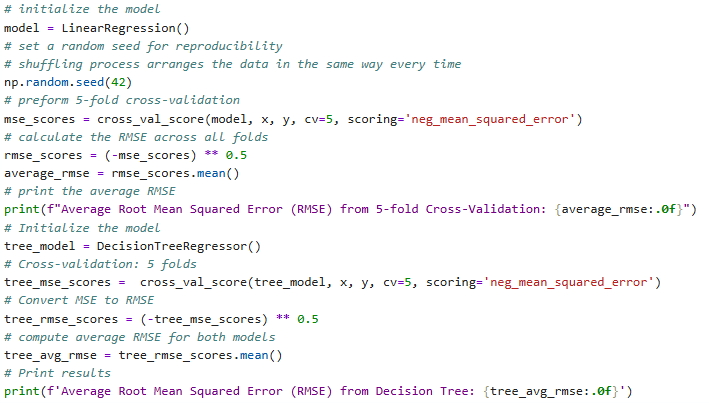 # initialize the model
model = LinearRegression()
# set a random seed for reproducibility
# shuffling process arranges the data in the same way every time
np.random.seed(42)
# preform 5-fold cross-validation
mse_scores = cross_val_score(model, x, y, cv=5, scoring='neg_mean_squared_error')
# calculate the RMSE across all folds
rmse_scores = (-mse_scores) ** 0.5
average_rmse = rmse_scores.mean()
# print the average RMSE
print(f"Average Root Mean Squared Error (RMSE) from 5-fold Cross-Validation: {average_rmse:.0f}")
# Initialize the model
tree_model = DecisionTreeRegressor()
# Cross-validation: 5 folds
tree_mse_scores =  cross_val_score(tree_model, x, y, cv=5, scoring='neg_mean_squared_error')
# Convert MSE to RMSE
tree_rmse_scores = (-tree_mse_scores) ** 0.5
# compute average RMSE for both models
tree_avg_rmse = tree_rmse_scores.mean()
# Print results
print(f'Average Root Mean Squared Error (RMSE) from Decision Tree: {tree_avg_rmse:.0f}')